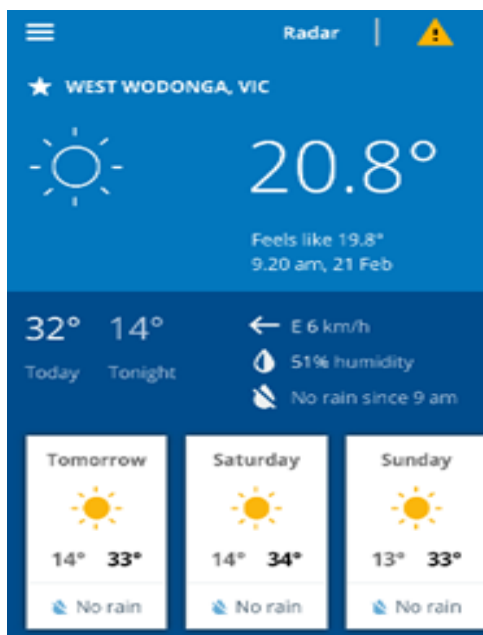 Radar
WEST WODONGA, VIC
20.8°
Feels like 19.8°
9.20 am, 21 Feb
32° 14°
Today Tonight
E 6 km/h
51% humidity
No rain since 9 am
Tomorrow Saturday Sunday
14° 33° 14° 34° 13° 33°
No rain No rain No rain